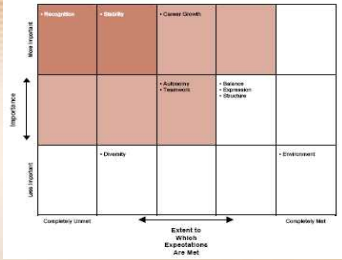 • Recognition
• Stability
• Career Growth
More Important
• Autonomy
• Teamwork
• Balance
• Expression
• Structure
Importance
• Diversity
• Environment
Less Important
Completely Unmet
Completely Met
Extent to
Which
Expectations
Are Met